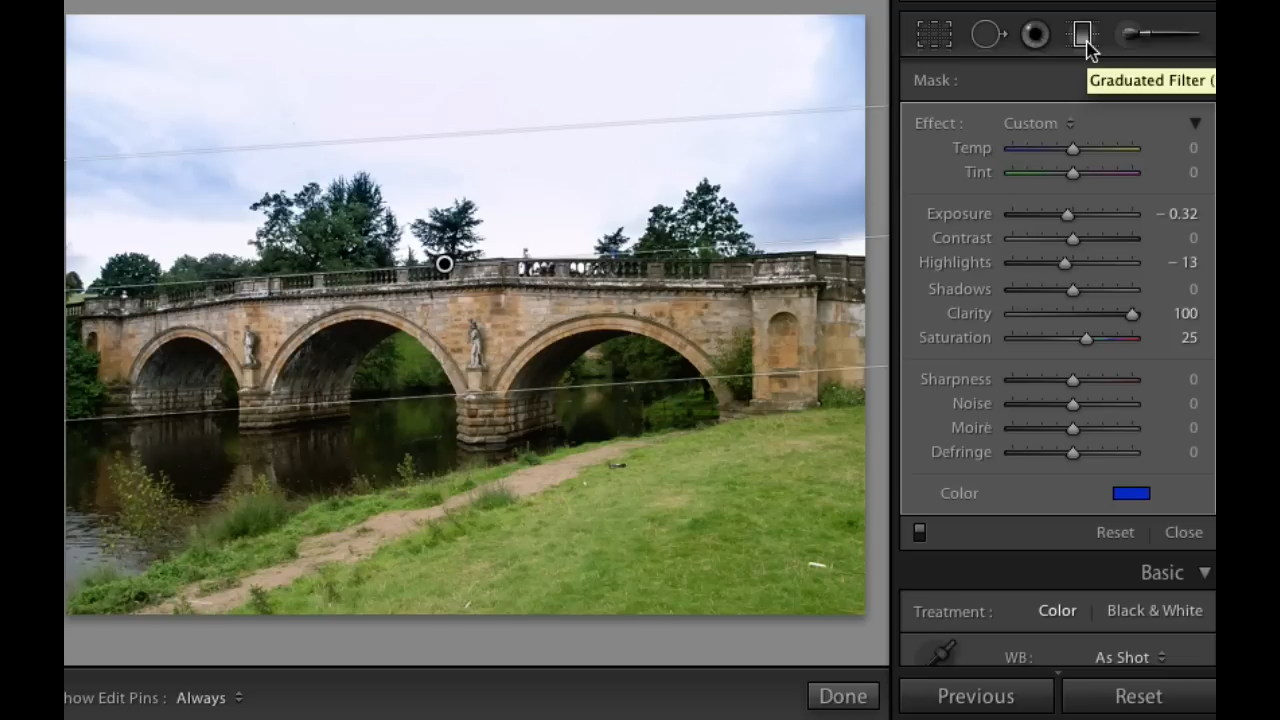 Graduated Filter (
Mask :
Effect : Custom
Temp 0
Tint 0
Exposure – 0.32
Contrast 0
Highlights – 13
Shadows 0
Clarity 100
Saturation 25
Sharpness 0
Noise 0
Moiré 0
Defringe 0
Color
Reset Close
Basic
Treatment : Color Black & White
WB : As Shot
how Edit Pins : Always Done Previous Reset